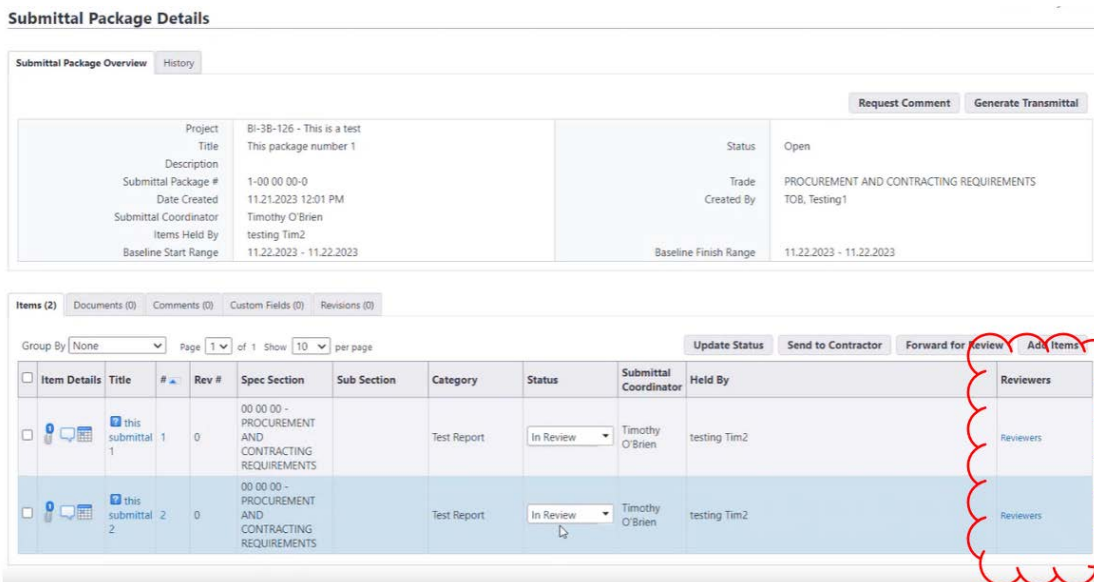 Submittal Package Details
Submittal Package Overview History
Request Comment Generate Transmittal
Project BI-3B-126 - This is a test
Title This package number 1 Status Open
Description
Submittal Package # 1-00 00 00-0 Trade PROCUREMENT AND CONTRACTING REQUIREMENTS
Date Created 11.21.2023 12:01 PM Created By TOB, Testing1
Submittal Coordinator Timothy O'Brien
Items Held By testing Tim2
Baseline Start Range 11.22.2023 - 11.22.2023 Baseline Finish Range 11.22.2023 - 11.22.2023
Items (2) Documents (0) Comments (0) Custom Fields (0) Revisions (0)
Group By None Page 1 of 1 Show 10 per page Update Status Send to Contractor Forward for Review Add Items
Item Details Title # Rev # Spec Section Sub Section Category Status Submittal Coordinator Held By Reviewers
this submittal 1 1 0 00 00 00 - PROCUREMENT AND CONTRACTING REQUIREMENTS Test Report In Review Timothy O'Brien testing Tim2 Reviewers
this submittal 2 2 0 00 00 00 - PROCUREMENT AND CONTRACTING REQUIREMENTS Test Report In Review Timothy O'Brien testing Tim2 Reviewers